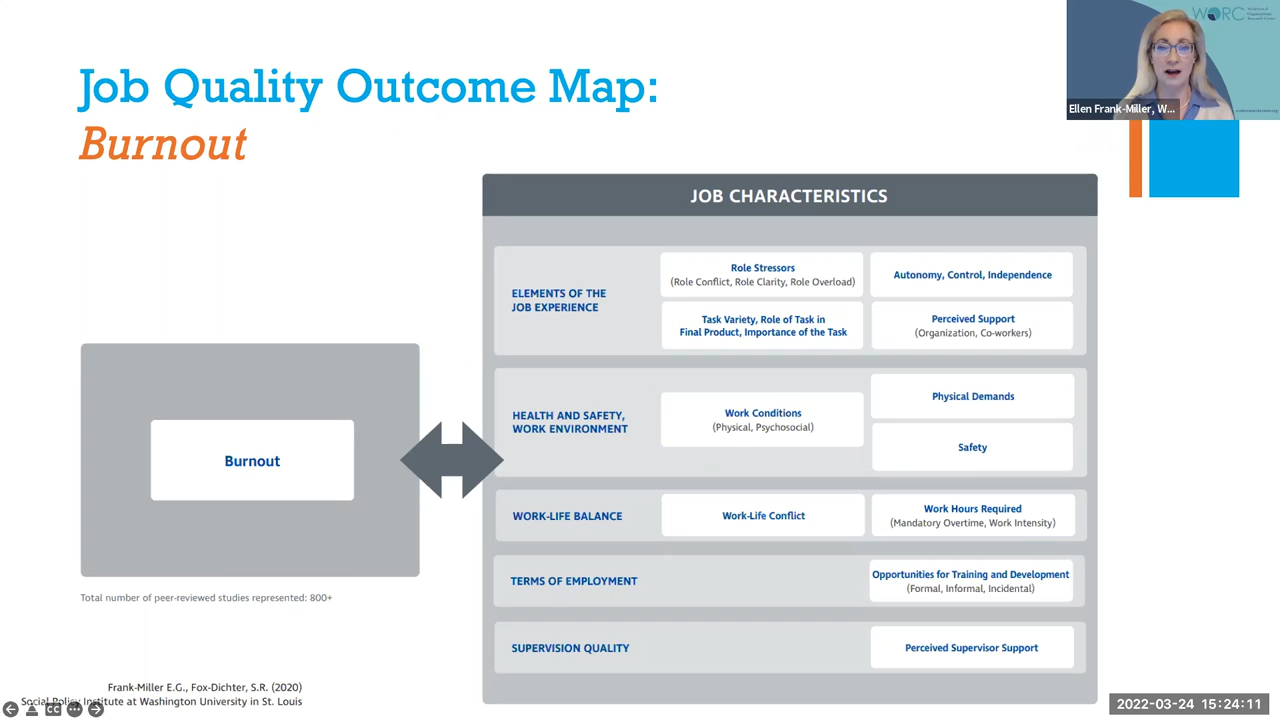 WORC
Ellen Frank-Miller, W...
Job Quality Outcome Map:
Burnout
JOB CHARACTERISTICS
ELEMENTS OF THE
JOB EXPERIENCE
Role Stressors
(Role Conflict, Role Clarity, Role Overload)
Autonomy, Control, Independence
Task Variety, Role of Task in
Final Product, Importance of the Task
Perceived Support
(Organization, Co-workers)
HEALTH AND SAFETY,
WORK ENVIRONMENT
Work Conditions
(Physical, Psychosocial)
Physical Demands
Safety
Burnout
WORK-LIFE BALANCE
Work-Life Conflict
Work Hours Required
(Mandatory Overtime, Work Intensity)
TERMS OF EMPLOYMENT
Opportunities for Training and Development
(Formal, Informal, Incidental)
SUPERVISION QUALITY
Perceived Supervisor Support
Total number of peer-reviewed studies represented: 800+
Frank-Miller E.G., Fox-Dichter, S.R. (2020)
Social Policy Institute at Washington University in St. Louis
CC
2022-03-24 15:24:11